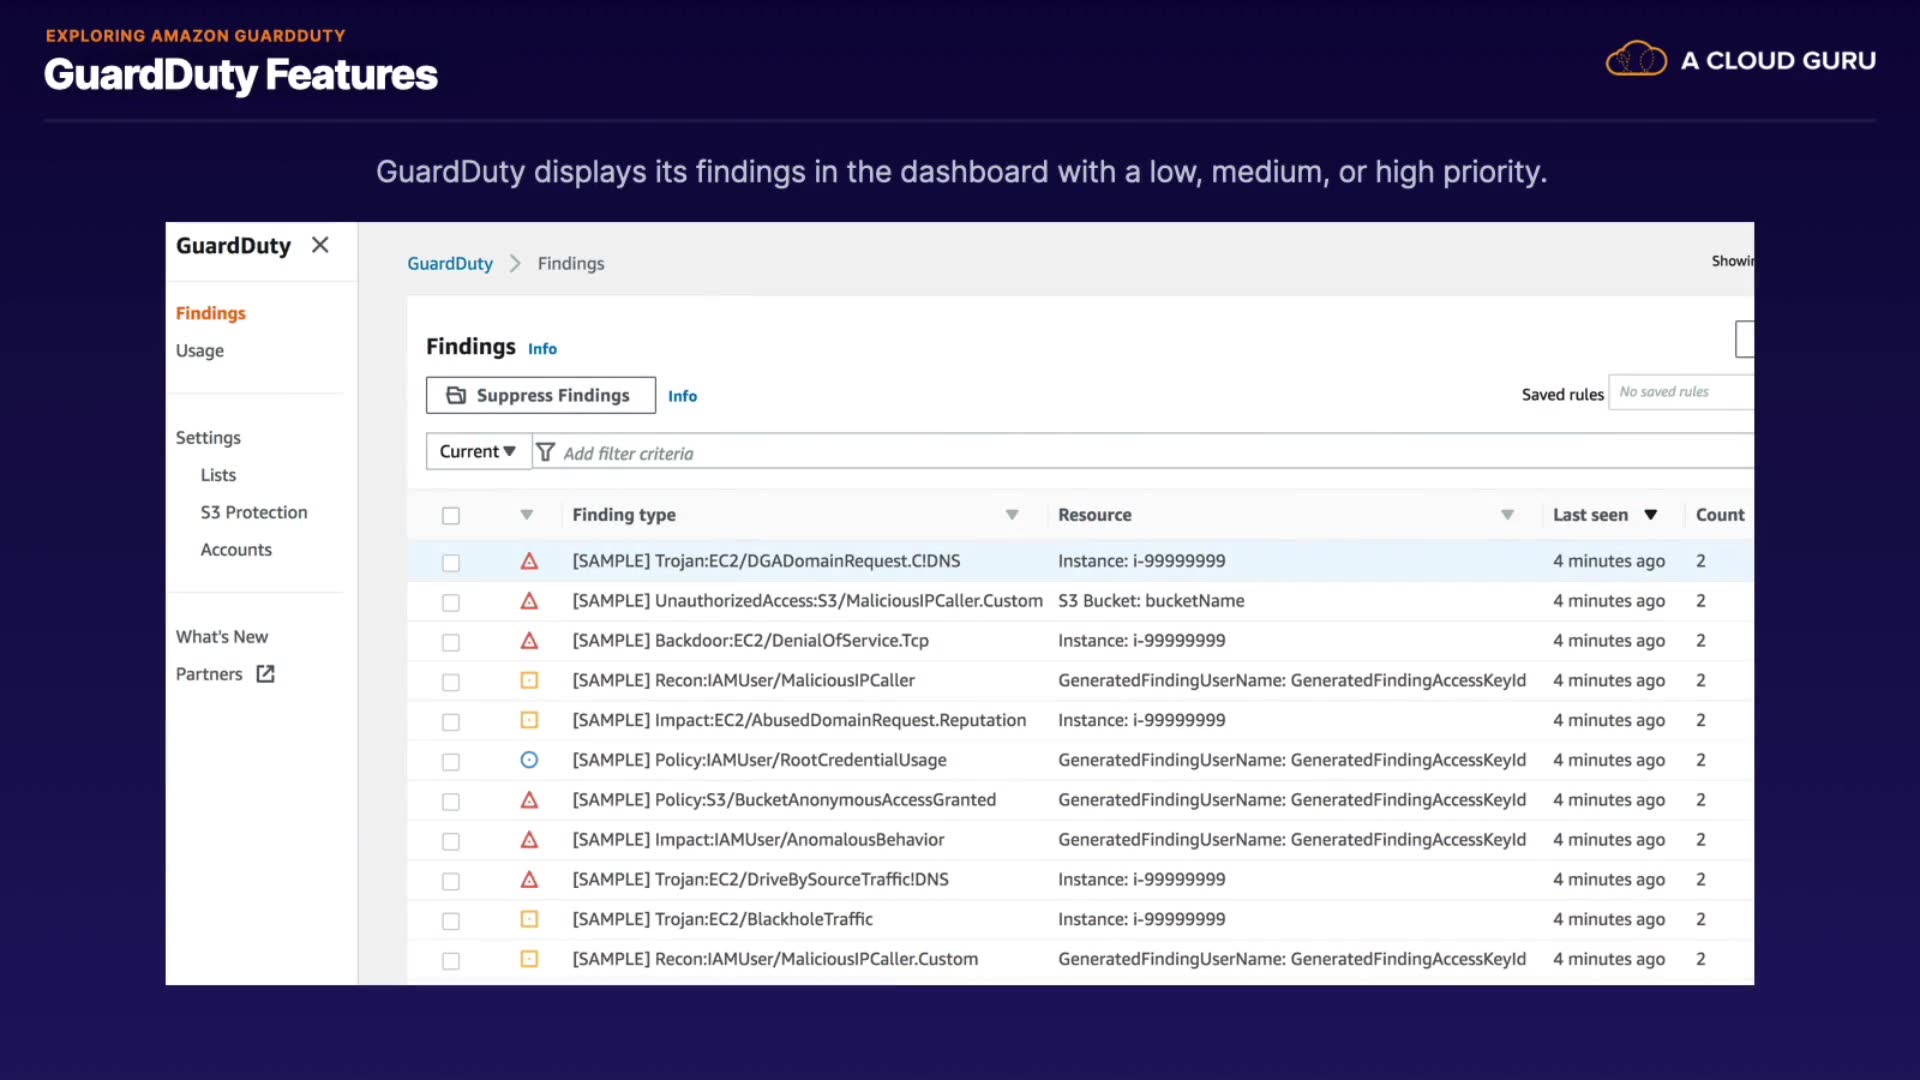 EXPLORING AMAZON GUARDDUTY
GuardDuty Features
A CLOUD GURU
GuardDuty displays its findings in the dashboard with a low, medium, or high priority.
GuardDuty
Findings
Usage
Settings
Lists
S3 Protection
Accounts
What's New
Partners
GuardDuty > Findings
Showin
Findings Info
Suppress Findings Info
Saved rules No saved rules
Current Add filter criteria
Finding type Resource Last seen Count
[SAMPLE] Trojan:EC2/DGADomainRequest.C!DNS Instance: i-99999999 4 minutes ago 2
[SAMPLE] UnauthorizedAccess:S3/MaliciousIPCaller.Custom S3 Bucket: bucketName 4 minutes ago 2
[SAMPLE] Backdoor:EC2/DenialOfService.Tcp Instance: i-99999999 4 minutes ago 2
[SAMPLE] Recon:IAMUser/MaliciousIPCaller GeneratedFindingUserName: GeneratedFindingAccessKeyId 4 minutes ago 2
[SAMPLE] Impact:EC2/AbusedDomainRequest.Reputation Instance: i-99999999 4 minutes ago 2
[SAMPLE] Policy:IAMUser/RootCredentialUsage GeneratedFindingUserName: GeneratedFindingAccessKeyId 4 minutes ago 2
[SAMPLE] Policy:S3/BucketAnonymousAccessGranted GeneratedFindingUserName: GeneratedFindingAccessKeyId 4 minutes ago 2
[SAMPLE] Impact:IAMUser/AnomalousBehavior GeneratedFindingUserName: GeneratedFindingAccessKeyId 4 minutes ago 2
[SAMPLE] Trojan:EC2/DriveBySourceTraffic!DNS Instance: i-99999999 4 minutes ago 2
[SAMPLE] Trojan:EC2/BlackholeTraffic Instance: i-99999999 4 minutes ago 2
[SAMPLE] Recon:IAMUser/MaliciousIPCaller.Custom GeneratedFindingUserName: GeneratedFindingAccessKeyId 4 minutes ago 2